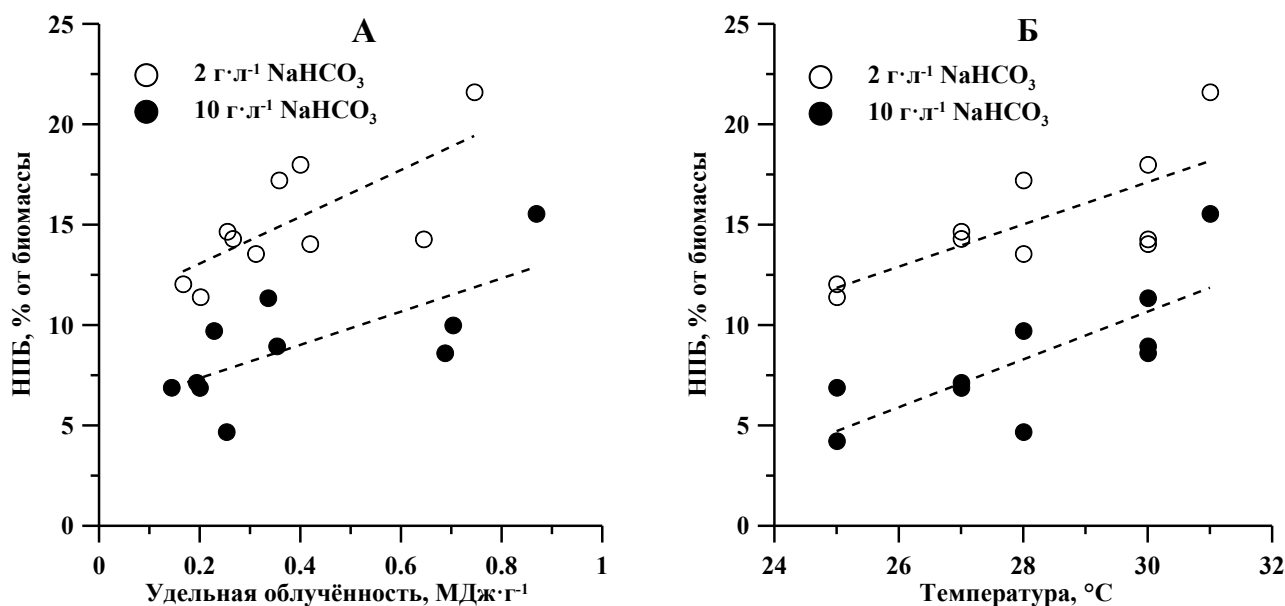 А
2 г·л⁻¹ NaHCO₃
10 г·л⁻¹ NaHCO₃
НПБ, % от биомассы
25
20
15
10
5
0
0
0.2
0.4
0.6
0.8
1
Удельная облучённость, МДж·г⁻¹
Б
2 г·л⁻¹ NaHCO₃
10 г·л⁻¹ NaHCO₃
НПБ, % от биомассы
25
20
15
10
5
0
24
26
28
30
32
Температура, °C